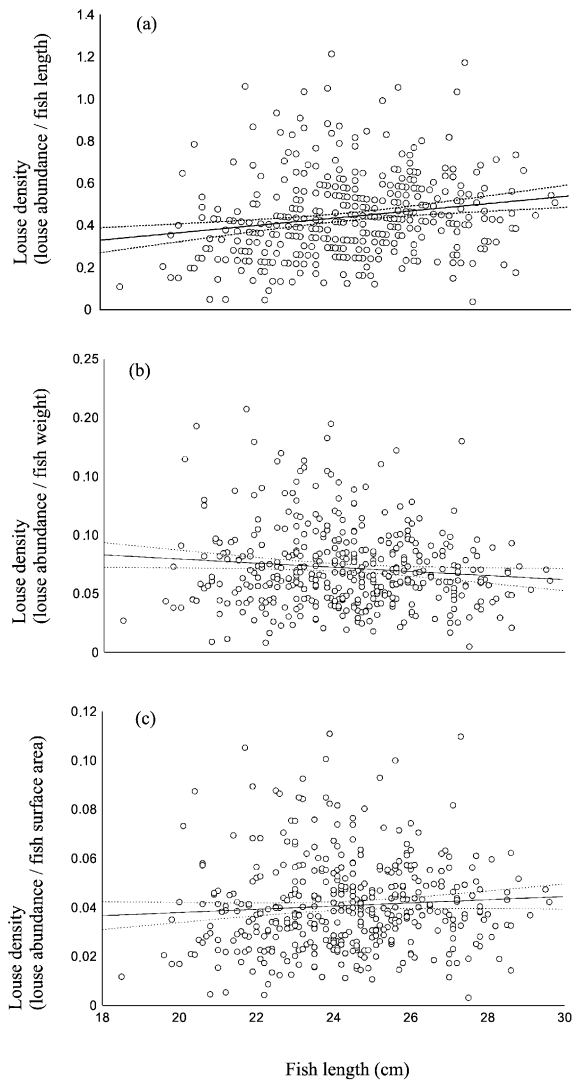 (a)
Louse density
(louse abundance / fish length)
1.4
1.2
1.0
0.8
0.6
0.4
0.2
0
(b)
Louse density
(louse abundance / fish weight)
0.25
0.20
0.10
0.10
0.05
0
(c)
Louse density
(louse abundance / fish surface area)
0.12
0.10
0.08
0.06
0.04
0.02
0
18
20
22
24
26
28
30
Fish length (cm)